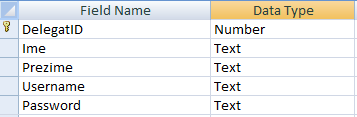 Field Name Data Type
DelegatID Number
Ime Text
Prezime Text
Username Text
Password Text